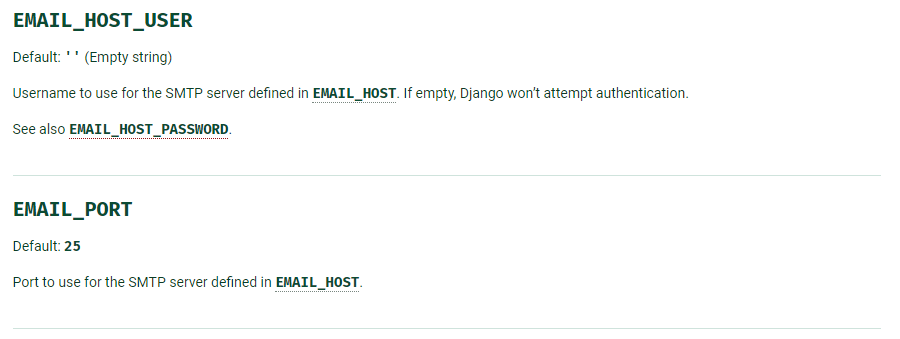 EMAIL_HOST_USER
Default: '' (Empty string)
Username to use for the SMTP server defined in EMAIL_HOST. If empty, Django won't attempt authentication.
See also EMAIL_HOST_PASSWORD.
EMAIL_PORT
Default: 25
Port to use for the SMTP server defined in EMAIL_HOST.